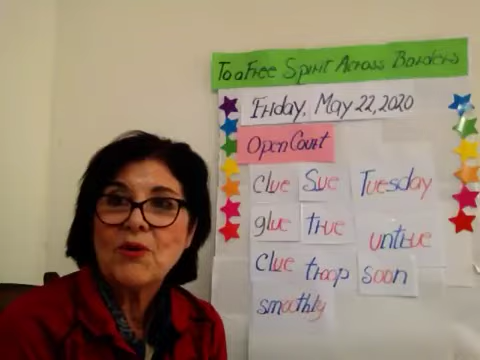 To a Free Spirit Across Borders
Friday, May 22, 2020
Open Court
clue Sue Tuesday
glue true untrue
clue troop soon
smoothly